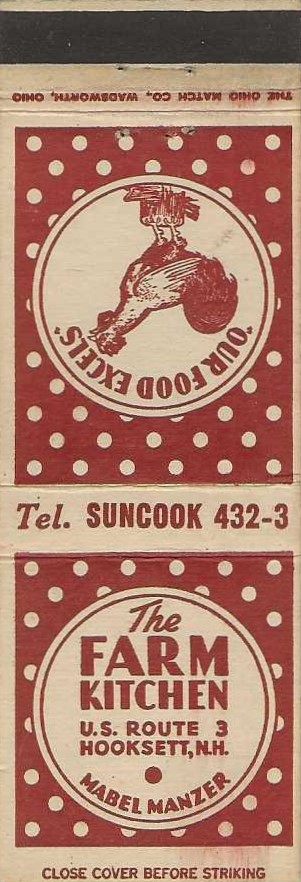 THE OHIO MATCH CO., WADSWORTH, OHIO
"OUR FOOD EXCELS"
Tel. SUNCOOK 432-3
The
FARM
KITCHEN
U.S. ROUTE 3
HOOKSETT, N.H.
MABEL MANZER
CLOSE COVER BEFORE STRIKING